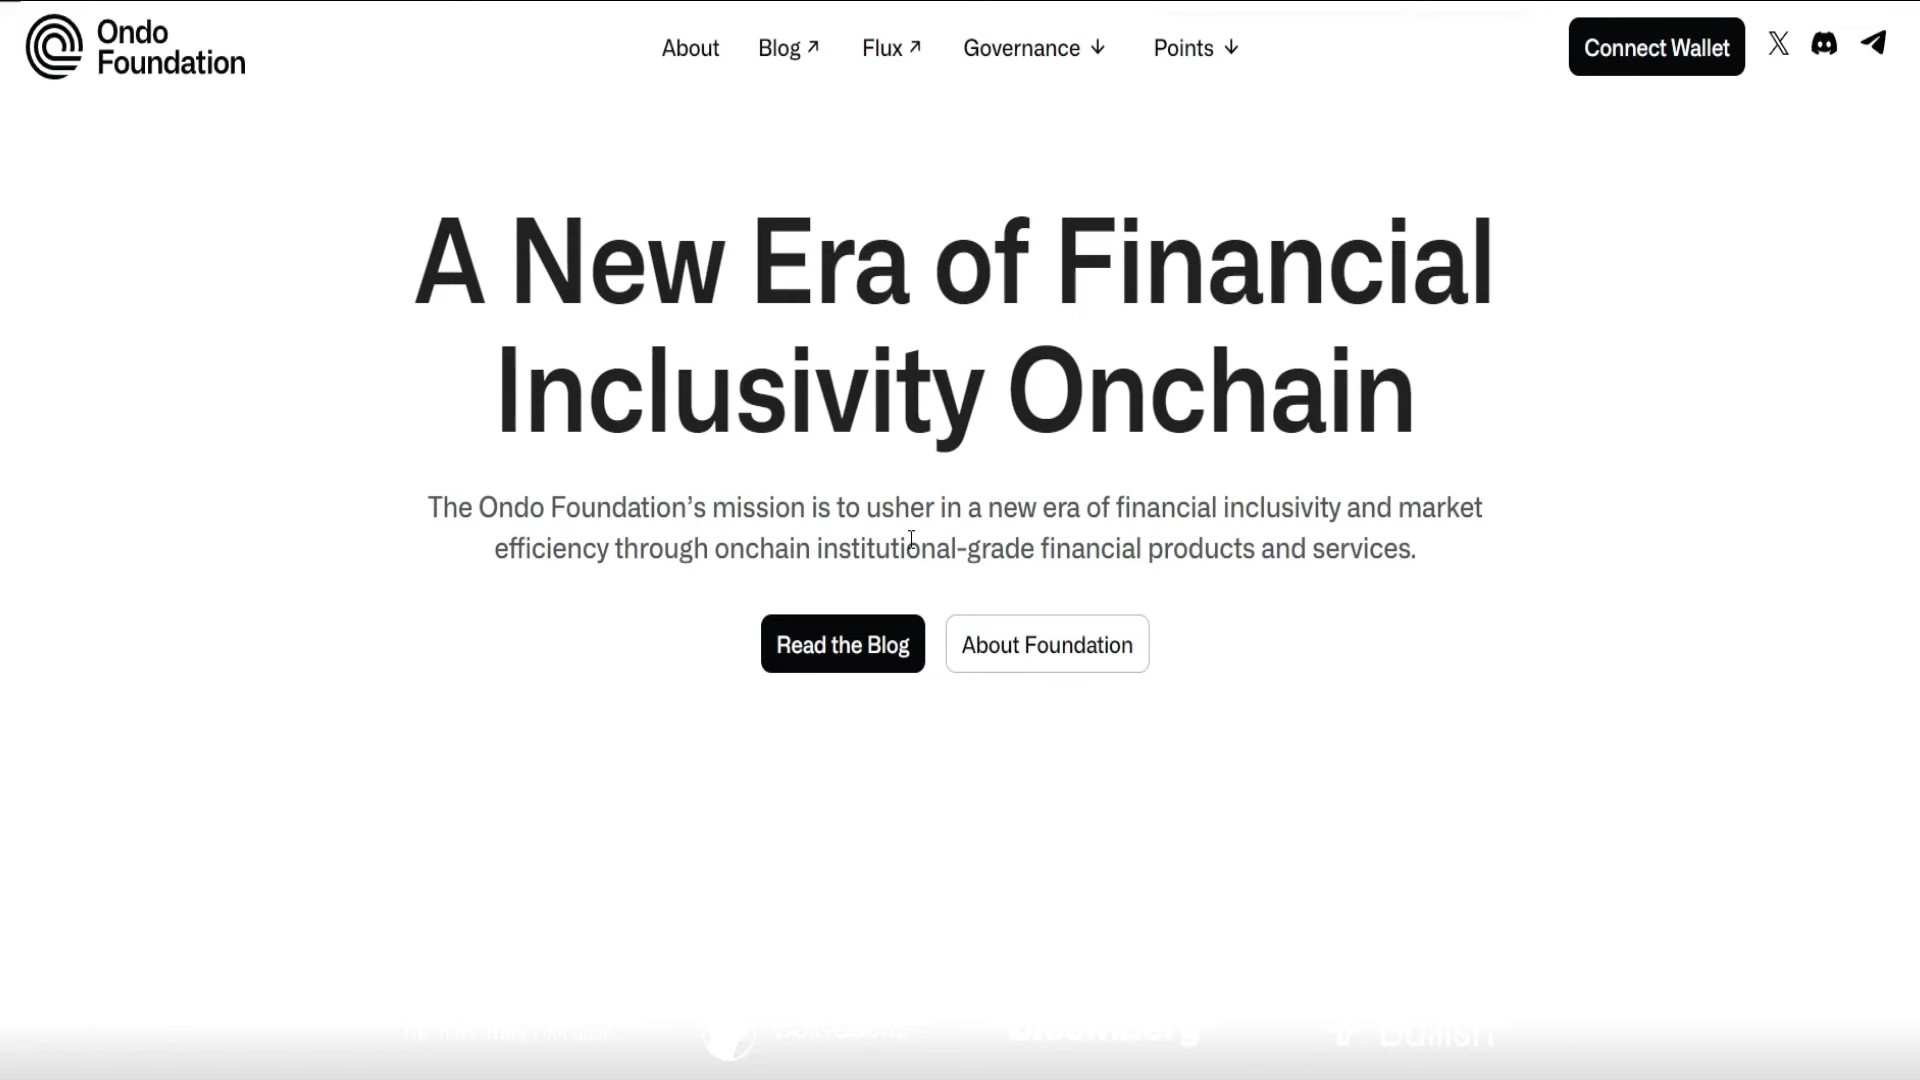 Ondo
Foundation
About
Blog
Flux
Governance
Points
Connect Wallet
A New Era of Financial
Inclusivity Onchain
The Ondo Foundation’s mission is to usher in a new era of financial inclusivity and market
efficiency through onchain institutional-grade financial products and services.
Read the Blog
About Foundation
Bloomberg
Bullish